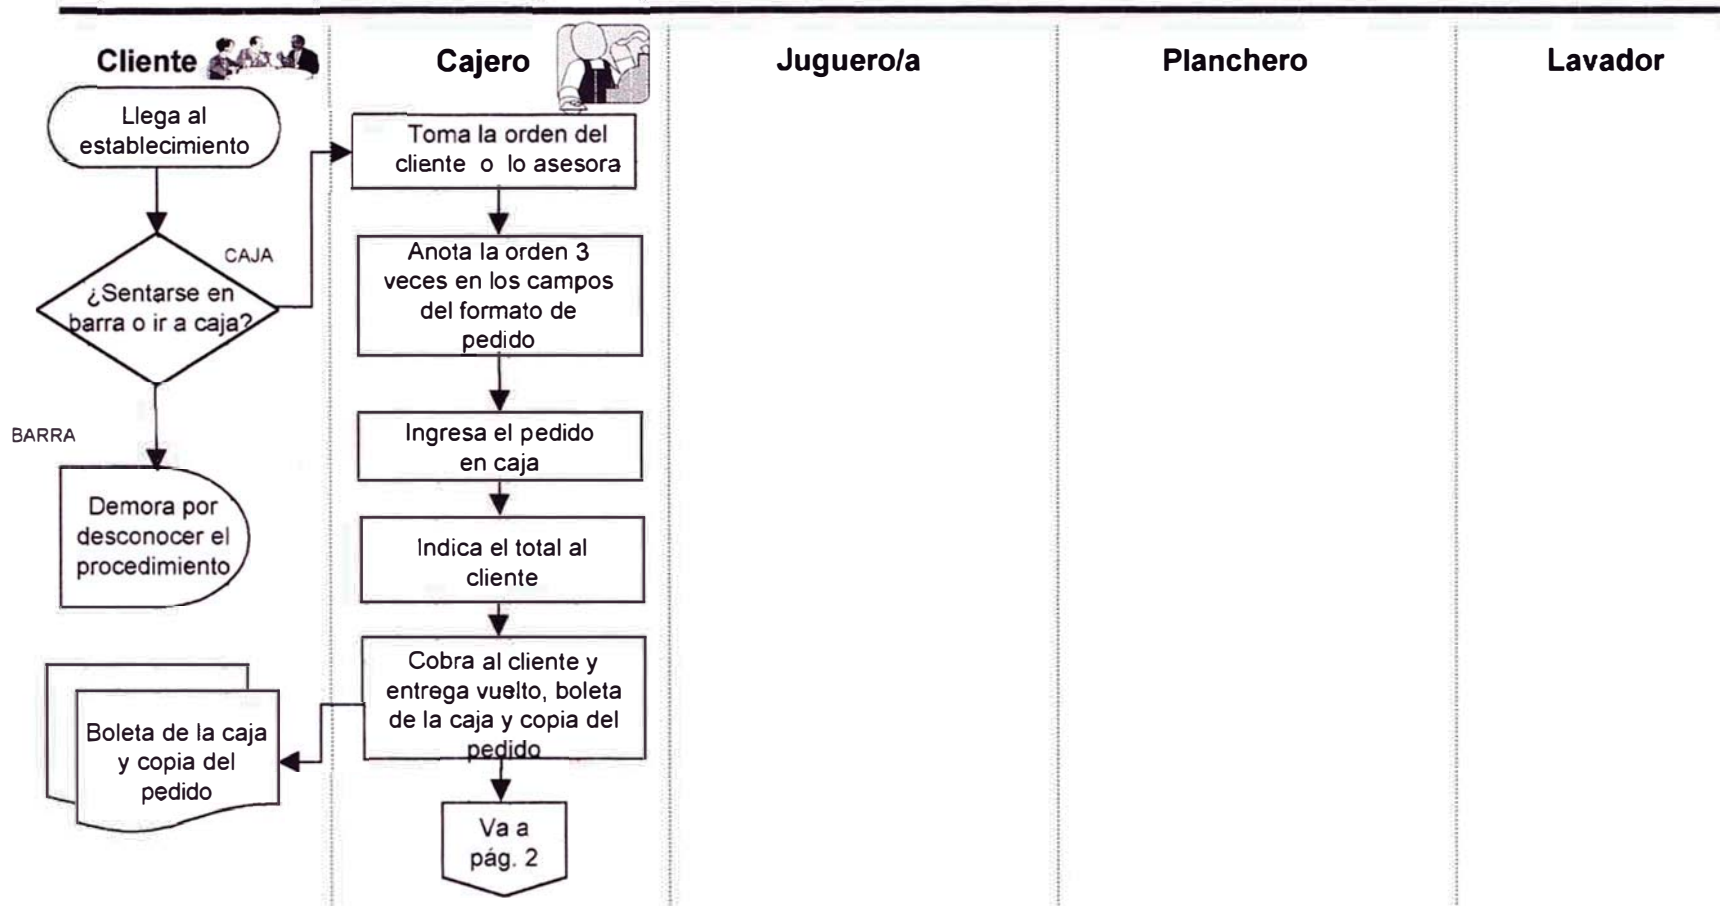 Cliente
Cajero
Juguero/a
Planchero
Lavador
Llega al
establecimiento
CAJA
¿Sentarse en
barra o ir a caja?
BARRA
Demora por
desconocer el
procedimiento
Toma la orden del
cliente o lo asesora
Anota la orden 3
veces en los campos
del formato de
pedido
Ingresa el pedido
en caja
Indica el total al
cliente
Cobra al cliente y
entrega vuelto, boleta
de la caja y copia del
pedido
Boleta de la caja
y copia del
pedido
Va a
pág. 2